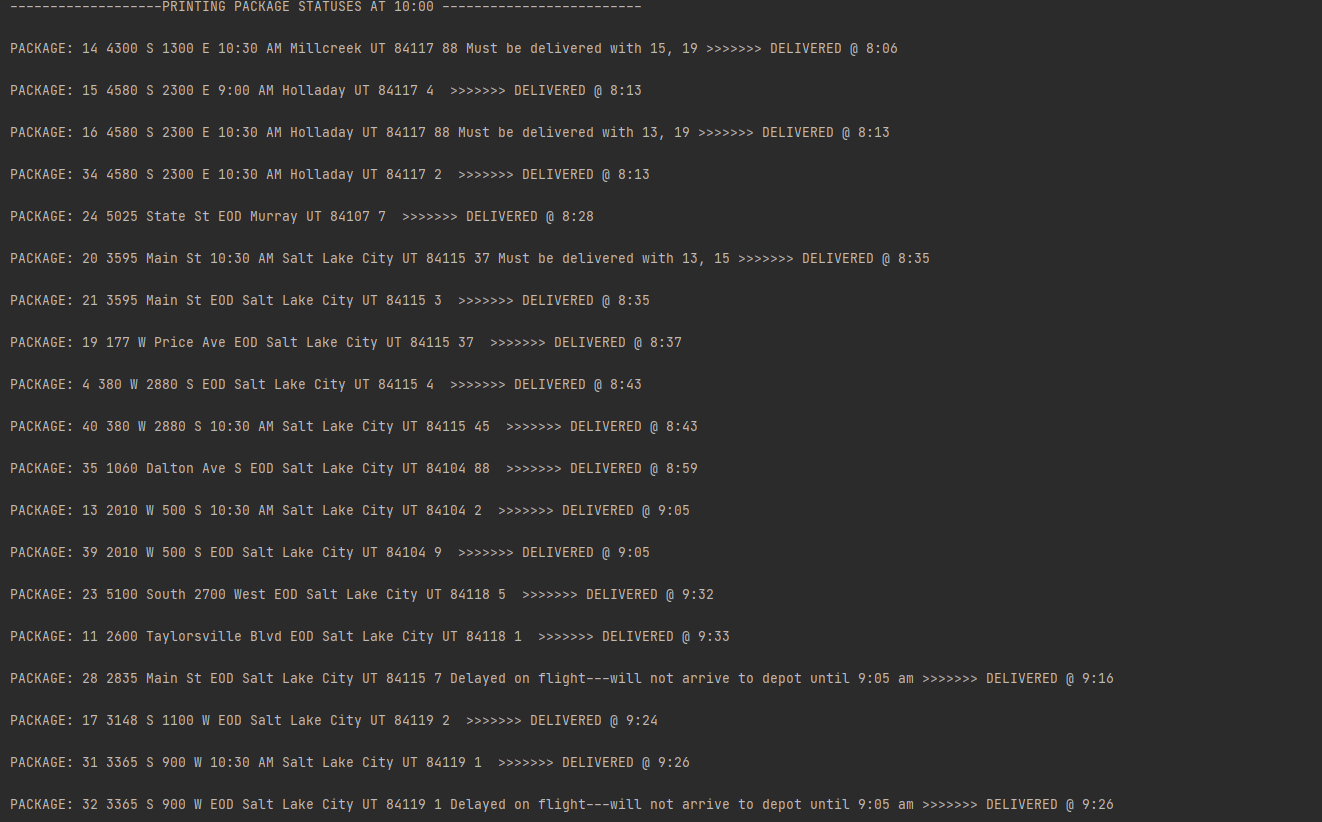 -------------------PRINTING PACKAGE STATUSES AT 10:00 -------------------------
PACKAGE: 14 4300 S 1300 E 10:30 AM Millcreek UT 84117 88 Must be delivered with 15, 19 >>>>>>> DELIVERED @ 8:06
PACKAGE: 15 4580 S 2300 E 9:00 AM Holladay UT 84117 4  >>>>>>> DELIVERED @ 8:13
PACKAGE: 16 4580 S 2300 E 10:30 AM Holladay UT 84117 88 Must be delivered with 13, 19 >>>>>>> DELIVERED @ 8:13
PACKAGE: 34 4580 S 2300 E 10:30 AM Holladay UT 84117 2  >>>>>>> DELIVERED @ 8:13
PACKAGE: 24 5025 State St EOD Murray UT 84107 7  >>>>>>> DELIVERED @ 8:28
PACKAGE: 20 3595 Main St 10:30 AM Salt Lake City UT 84115 37 Must be delivered with 13, 15 >>>>>>> DELIVERED @ 8:35
PACKAGE: 21 3595 Main St EOD Salt Lake City UT 84115 3  >>>>>>> DELIVERED @ 8:35
PACKAGE: 19 177 W Price Ave EOD Salt Lake City UT 84115 37  >>>>>>> DELIVERED @ 8:37
PACKAGE: 4 380 W 2880 S EOD Salt Lake City UT 84115 4  >>>>>>> DELIVERED @ 8:43
PACKAGE: 40 380 W 2880 S 10:30 AM Salt Lake City UT 84115 45  >>>>>>> DELIVERED @ 8:43
PACKAGE: 35 1060 Dalton Ave S EOD Salt Lake City UT 84104 88  >>>>>>> DELIVERED @ 8:59
PACKAGE: 13 2010 W 500 S 10:30 AM Salt Lake City UT 84104 2  >>>>>>> DELIVERED @ 9:05
PACKAGE: 39 2010 W 500 S EOD Salt Lake City UT 84104 9  >>>>>>> DELIVERED @ 9:05
PACKAGE: 23 5100 South 2700 West EOD Salt Lake City UT 84118 5  >>>>>>> DELIVERED @ 9:32
PACKAGE: 11 2600 Taylorsville Blvd EOD Salt Lake City UT 84118 1  >>>>>>> DELIVERED @ 9:33
PACKAGE: 28 2835 Main St EOD Salt Lake City UT 84115 7 Delayed on flight---will not arrive to depot until 9:05 am >>>>>>> DELIVERED @ 9:16
PACKAGE: 17 3148 S 1100 W EOD Salt Lake City UT 84119 2  >>>>>>> DELIVERED @ 9:24
PACKAGE: 31 3365 S 900 W 10:30 AM Salt Lake City UT 84119 1  >>>>>>> DELIVERED @ 9:26
PACKAGE: 32 3365 S 900 W EOD Salt Lake City UT 84119 1 Delayed on flight---will not arrive to depot until 9:05 am >>>>>>> DELIVERED @ 9:26